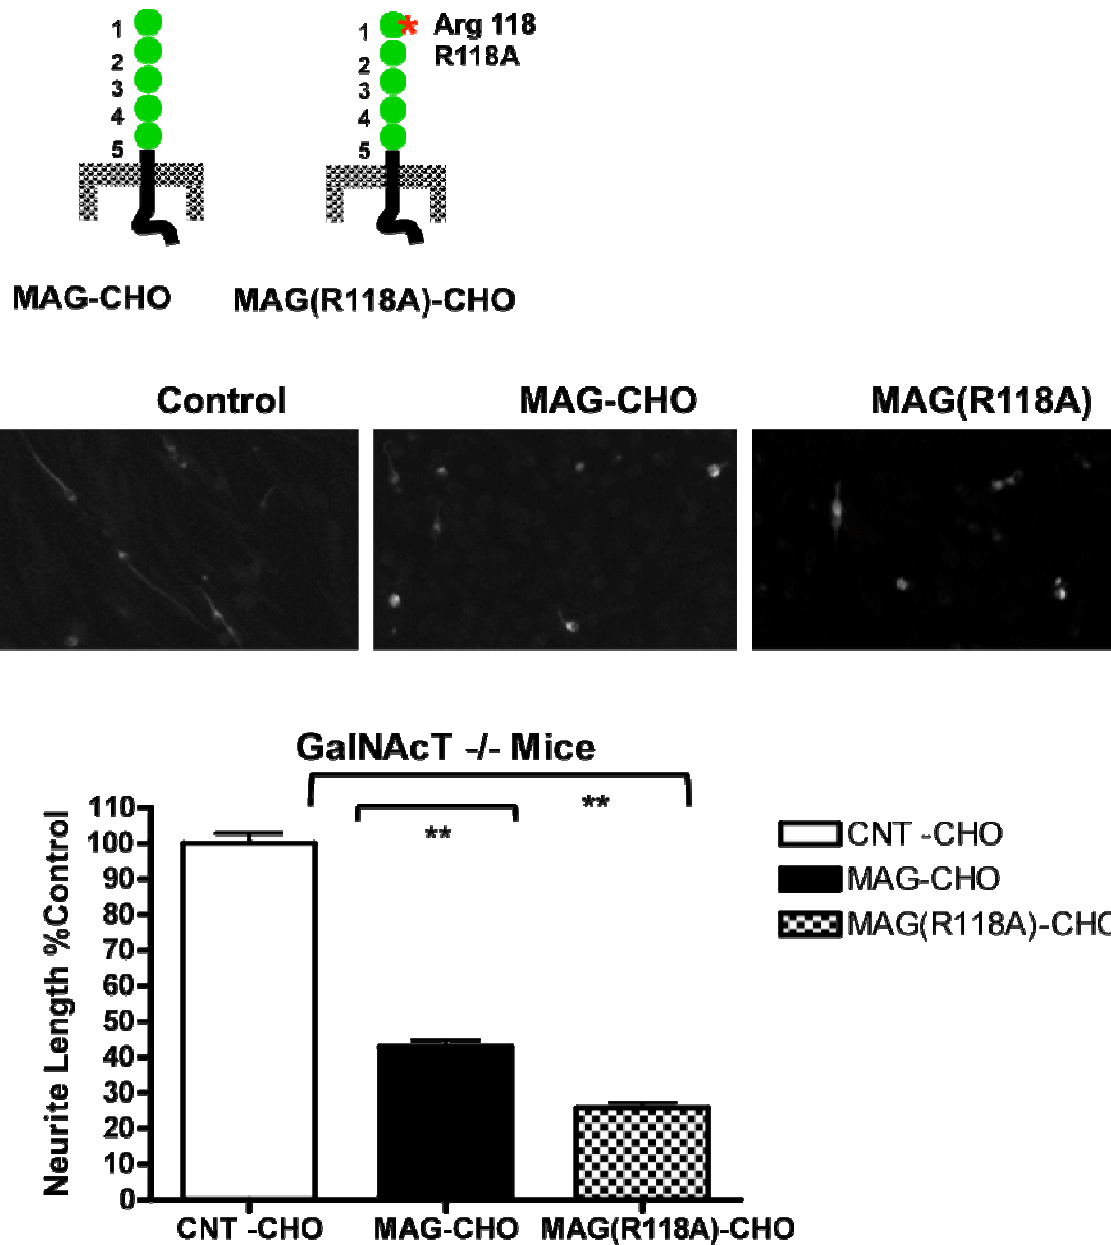 1
2
3
4
5
MAG-CHO
1
2
3
4
5
* Arg 118
R118A
MAG(R118A)-CHO
Control
MAG-CHO
MAG(R118A)
GalNAcT -/- Mice
**
**
Neurite Length %Control
110
100
90
80
70
60
50
40
30
20
10
0
CNT -CHO
MAG-CHO
MAG(R118A)-CHO
CNT -CHO
MAG-CHO
MAG(R118A)-CHO